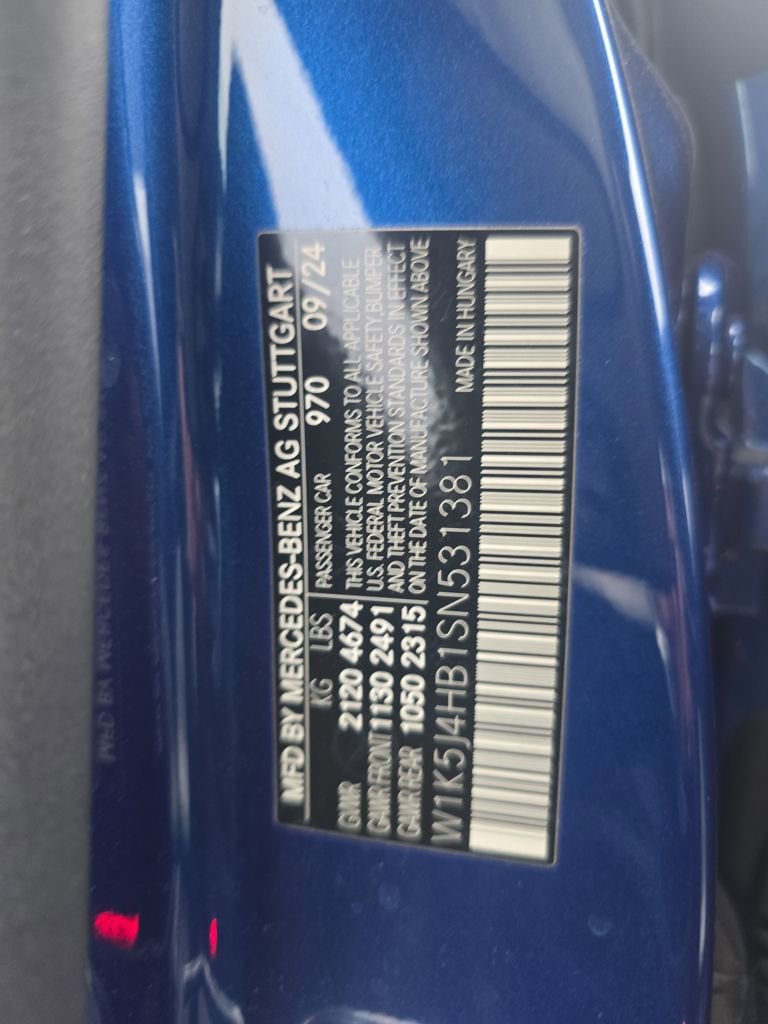 MFD BY MERCEDES-BENZ AG STUTTGART
KG LBS PASSENGER CAR 970 09/24
GVWR 2120 4674 THIS VEHICLE CONFORMS TO ALL APPLICABLE
GAWR FRONT 1130 2491 U.S. FEDERAL MOTOR VEHICLE SAFETY, BUMPER
GAWR REAR 1050 2315 AND THEFT PREVENTION STANDARDS IN EFFECT
ON THE DATE OF MANUFACTURE SHOWN ABOVE
W1K5J4HB1SN531381 MADE IN HUNGARY